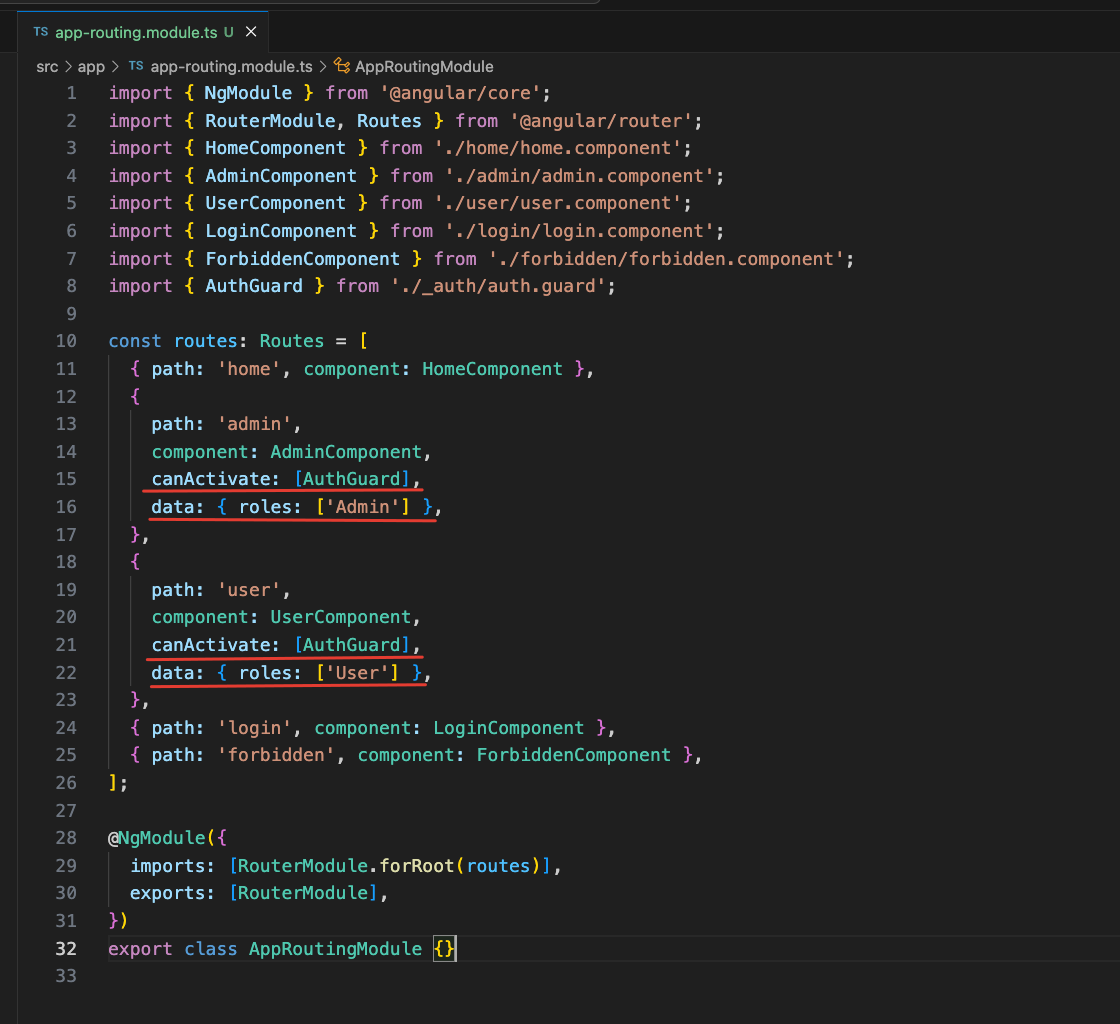 TS app-routing.module.ts U ×
src > app > TS app-routing.module.ts > AppRoutingModule
1 import { NgModule } from '@angular/core';
2 import { RouterModule, Routes } from '@angular/router';
3 import { HomeComponent } from './home/home.component';
4 import { AdminComponent } from './admin/admin.component';
5 import { UserComponent } from './user/user.component';
6 import { LoginComponent } from './login/login.component';
7 import { ForbiddenComponent } from './forbidden/forbidden.component';
8 import { AuthGuard } from './_auth/auth.guard';
9
10 const routes: Routes = [
11   { path: 'home', component: HomeComponent },
12   {
13     path: 'admin',
14     component: AdminComponent,
15     canActivate: [AuthGuard],
16     data: { roles: ['Admin'] },
17   },
18   {
19     path: 'user',
20     component: UserComponent,
21     canActivate: [AuthGuard],
22     data: { roles: ['User'] },
23   },
24   { path: 'login', component: LoginComponent },
25   { path: 'forbidden', component: ForbiddenComponent },
26 ];
27
28 @NgModule({
29   imports: [RouterModule.forRoot(routes)],
30   exports: [RouterModule],
31 })
32 export class AppRoutingModule {}
33